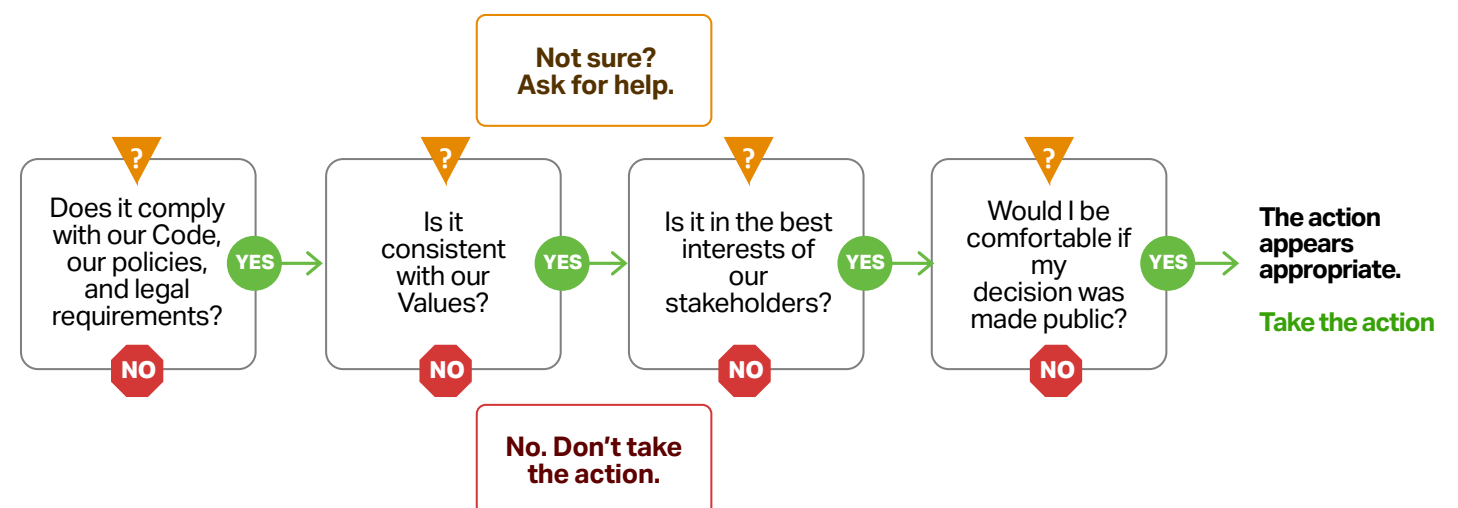 Not sure?
Ask for help.
?
Does it comply
with our Code,
our policies,
and legal
requirements?
YES
NO
?
Is it
consistent
with our
Values?
YES
NO
?
Is it in the best
interests of
our
stakeholders?
YES
NO
?
Would I be
comfortable if
my
decision was
made public?
YES
NO
The action
appears
appropriate.
Take the action
No. Don’t take
the action.